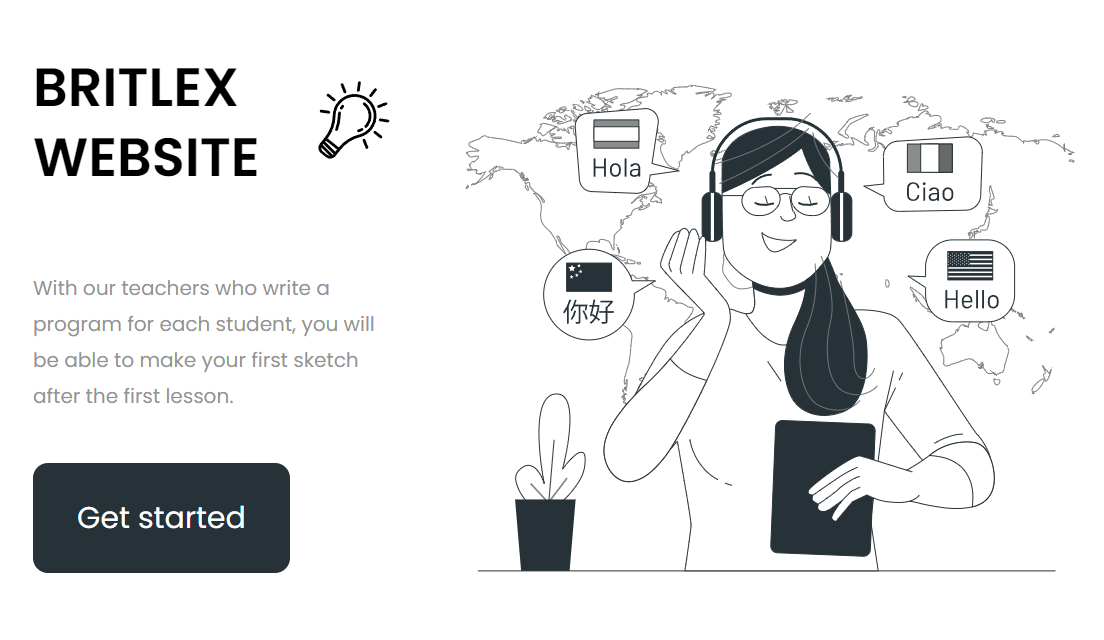 BRITLEX
WEBSITE
With our teachers who write a
program for each student, you will
be able to make your first sketch
after the first lesson.
Get started
Hola
Ciao
你好
Hello